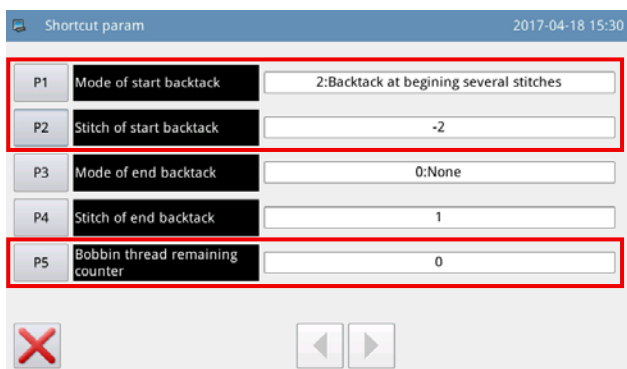 Shortcut param 2017-04-18 15:30
P1 Mode of start backtack 2:Backtack at begining several stitches
P2 Stitch of start backtack -2
P3 Mode of end backtack 0:None
P4 Stitch of end backtack 1
P5 Bobbin thread remaining counter 0